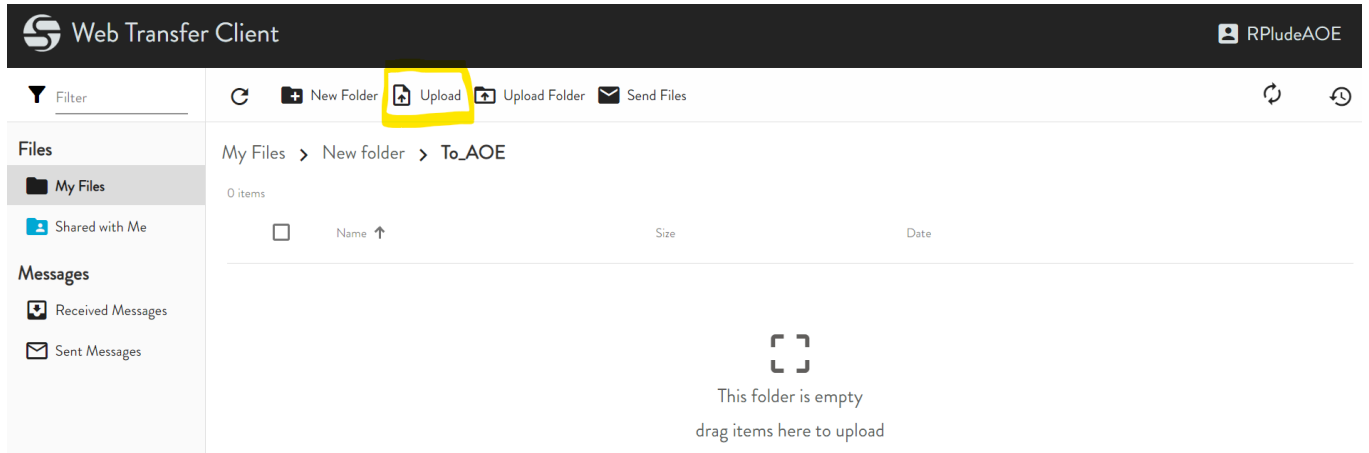 Web Transfer Client
RPludeAOE
Filter
New Folder Upload Upload Folder Send Files
Files
My Files
Shared with Me
Messages
Received Messages
Sent Messages
My Files > New folder > To_AOE
0 items
Name Size Date
This folder is empty
drag items here to upload